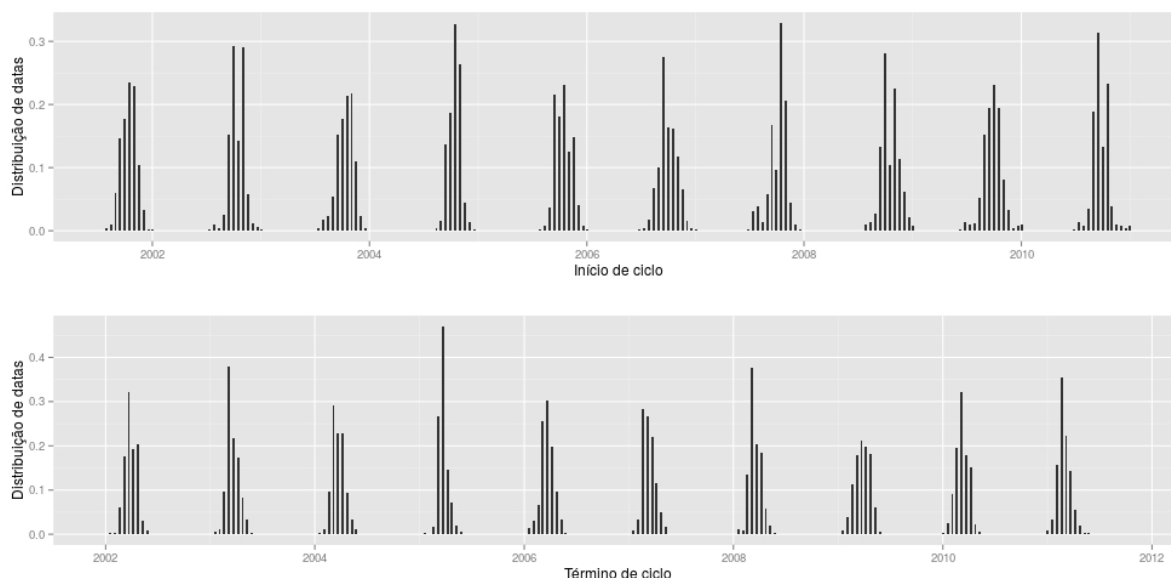 Distribuição de datas
0.3
0.2
0.1
0.0
2002 2004 2006 2008 2010
Início de ciclo
Distribuição de datas
0.4
0.3
0.2
0.1
0.0
2002 2004 2006 2008 2010 2012
Término de ciclo